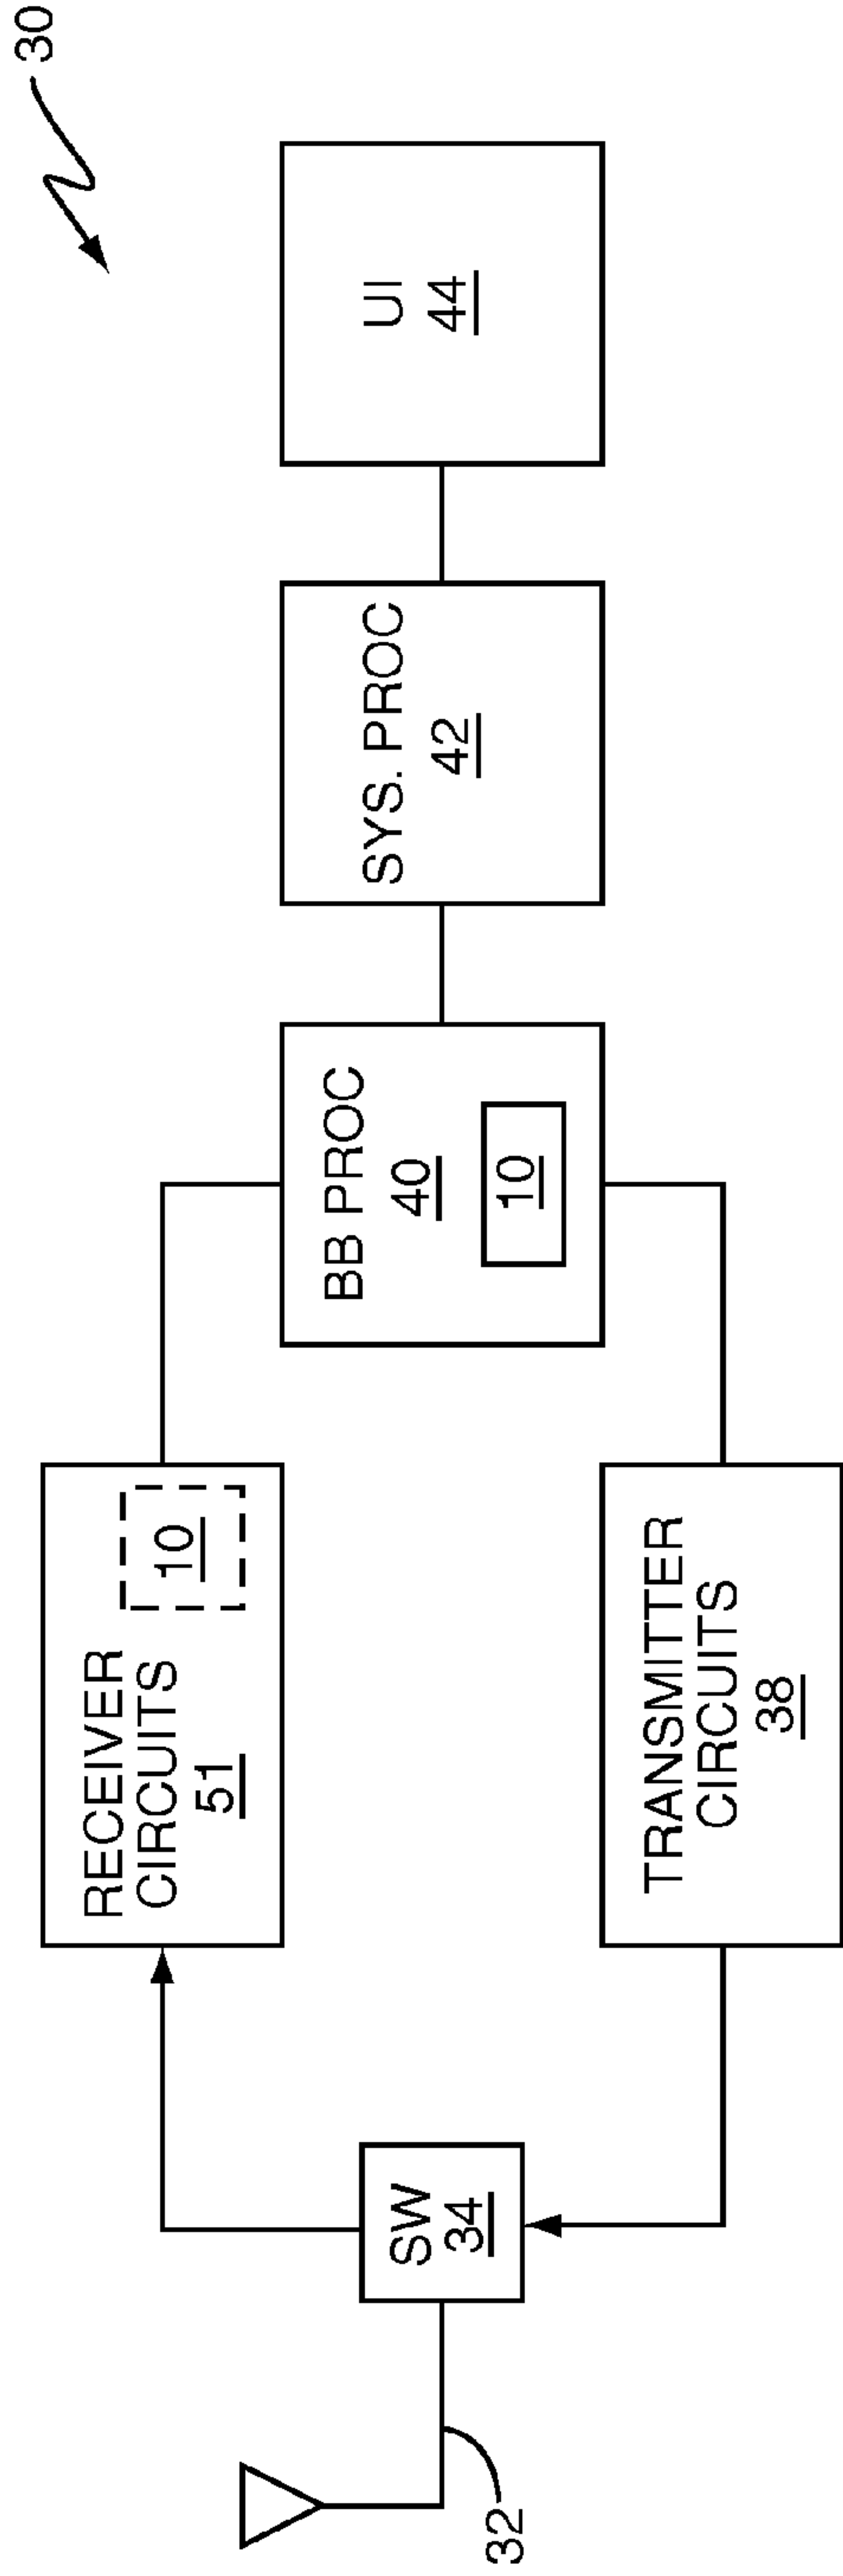 30
RECEIVER
CIRCUITS
51
10
BB PROC
40
10
SYS. PROC
42
UI
44
SW
34
32
TRANSMITTER
CIRCUITS
38